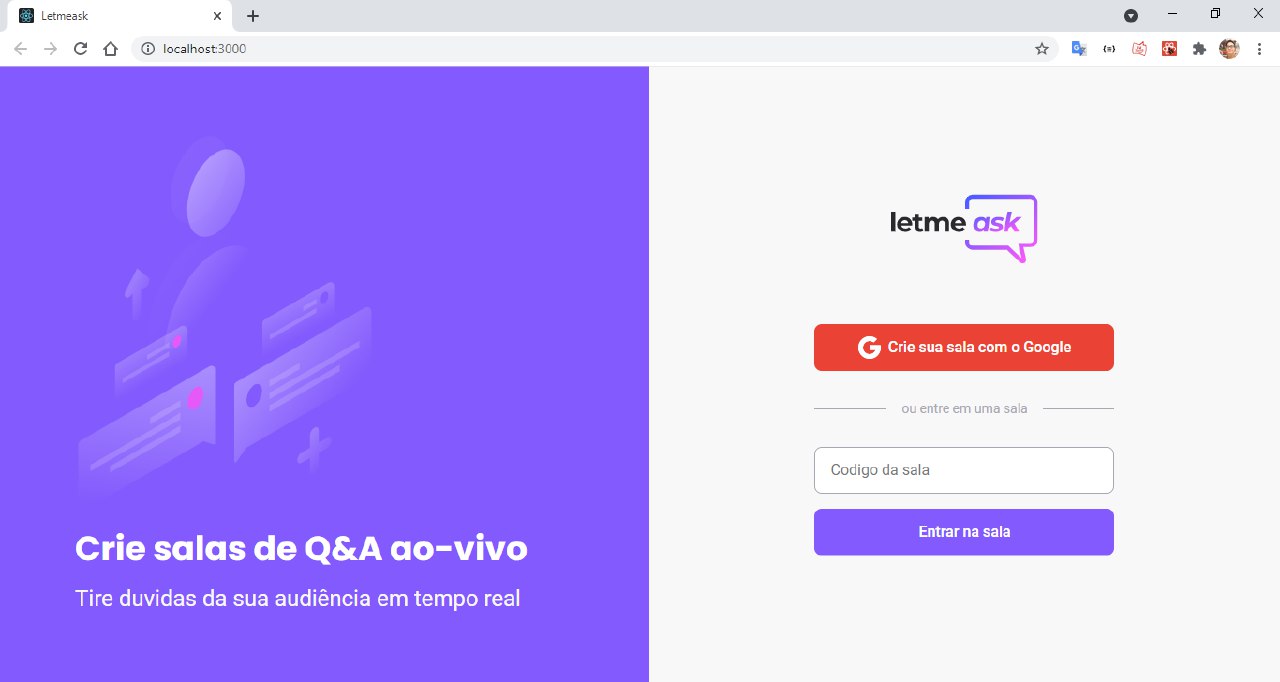 Letmeask
localhost:3000
letme ask
Crie sua sala com o Google
ou entre em uma sala
Codigo da sala
Entrar na sala
Crie salas de Q&A ao-vivo
Tire duvidas da sua audiência em tempo real